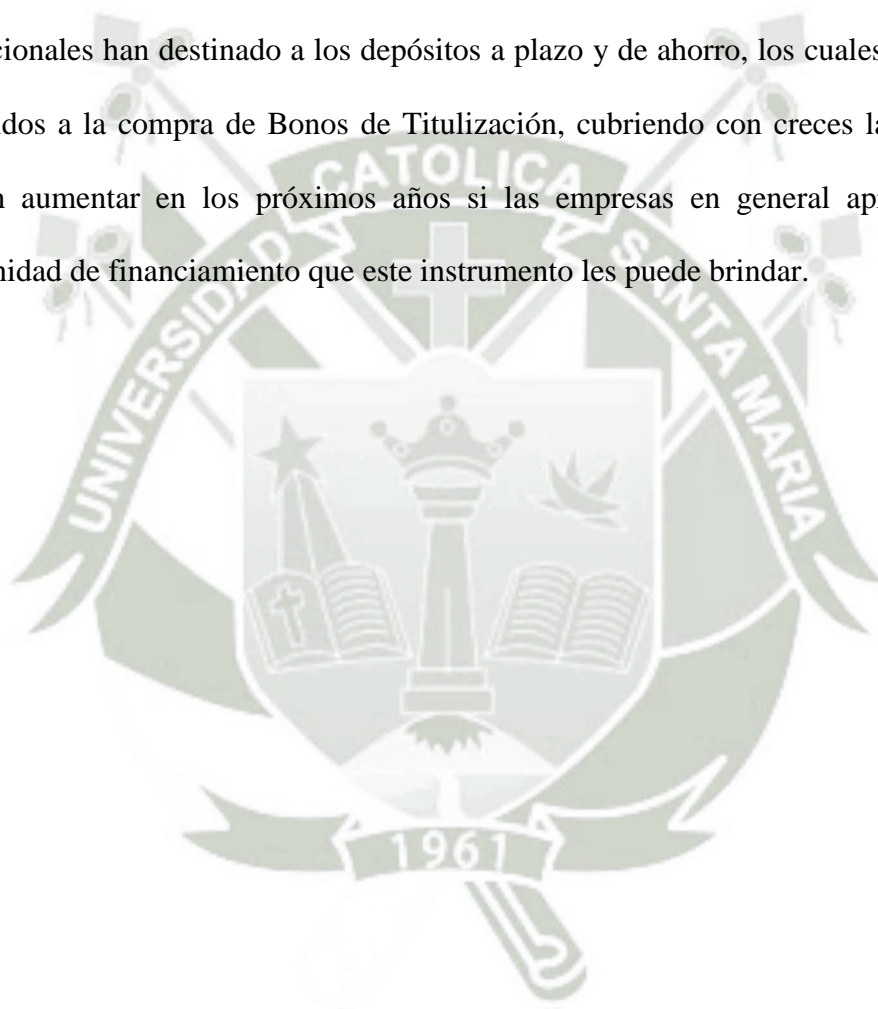 cionales han destinado a los depósitos a plazo y de ahorro, los cuales
dos a la compra de Bonos de Titulización, cubriendo con creces la
aumentar en los próximos años si las empresas en general ap
nidad de financiamiento que este instrumento les puede brindar.
UNIVERSIDAD CATOLICA SANTA MARIA
1961